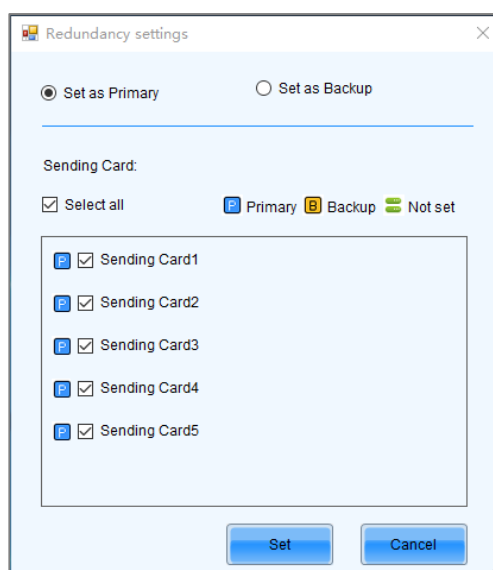 Redundancy settings
Set as Primary Set as Backup
Sending Card:
Select all P Primary B Backup Not set
P Sending Card1
P Sending Card2
P Sending Card3
P Sending Card4
P Sending Card5
Set Cancel